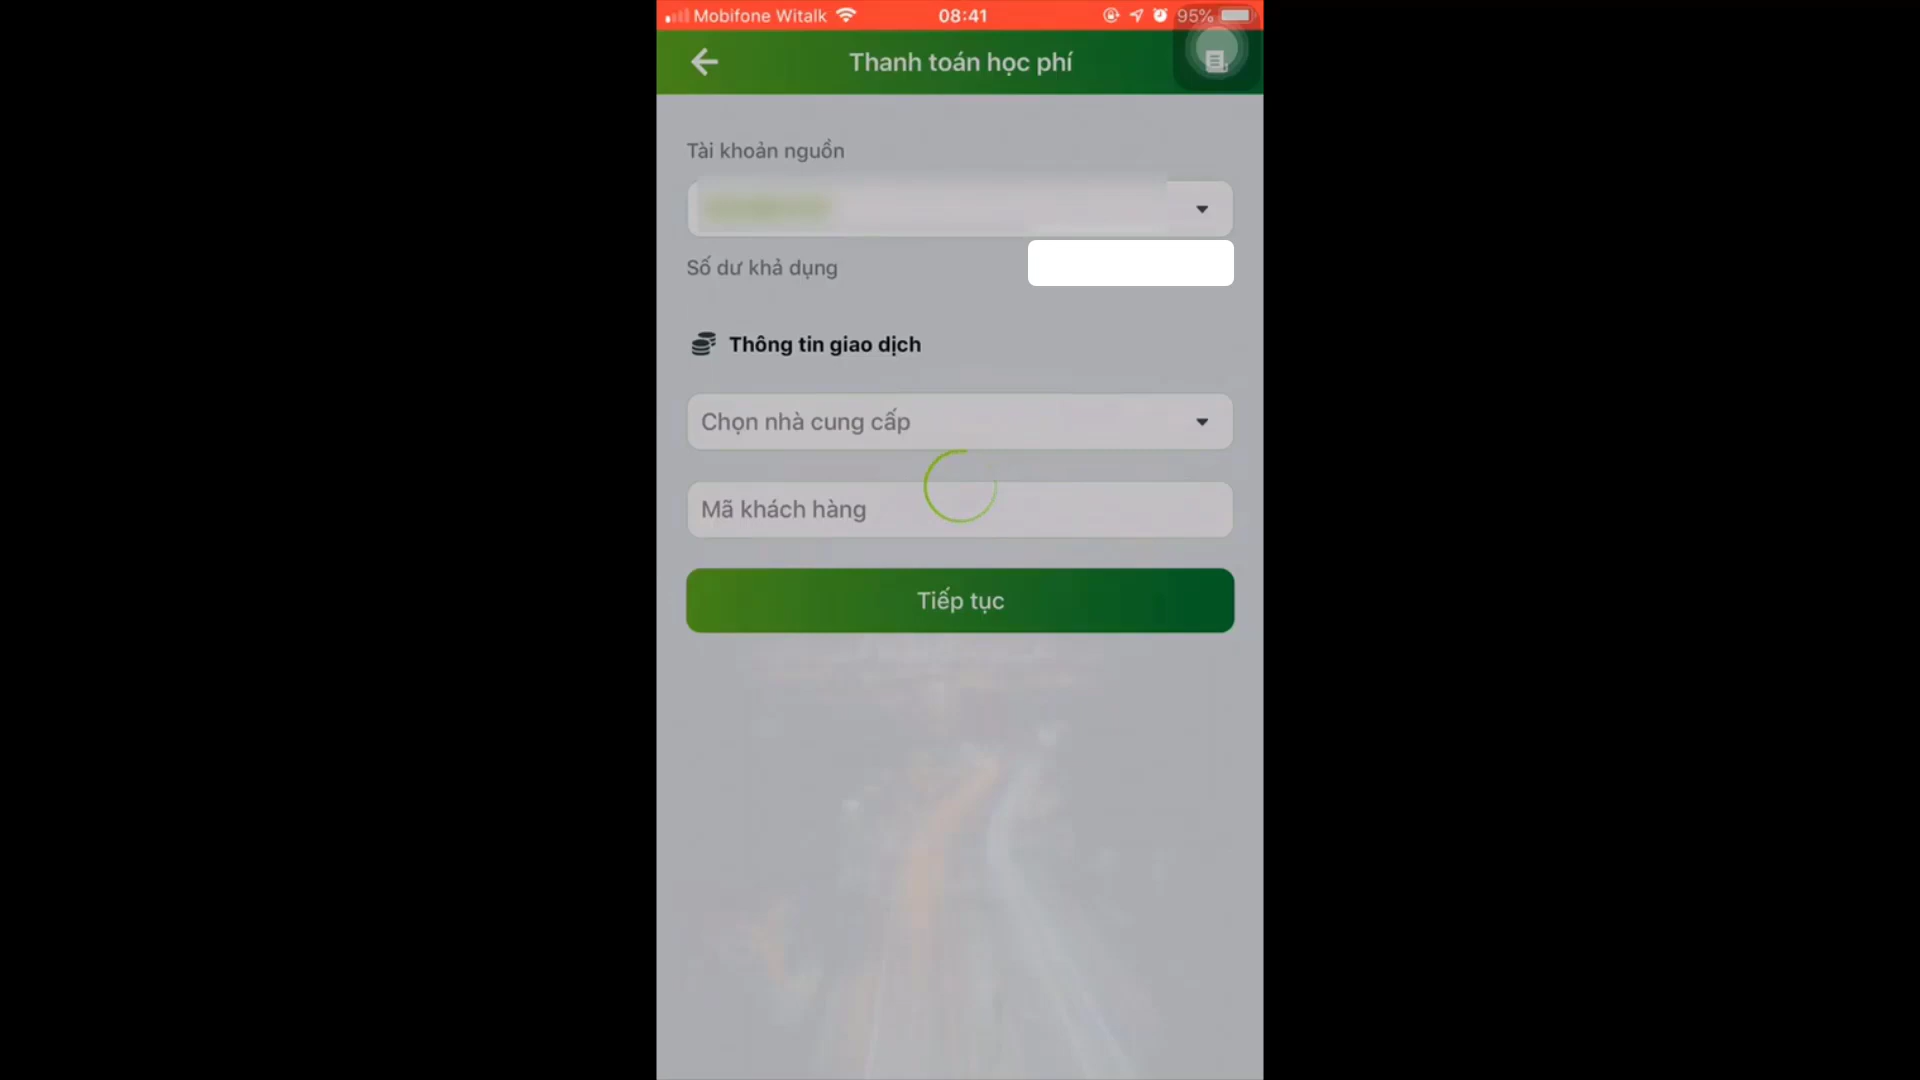 Mobifone Witalk 08:41 95%
Thanh toán học phí
Tài khoản nguồn
Số dư khả dụng
Thông tin giao dịch
Chọn nhà cung cấp
Mã khách hàng
Tiếp tục